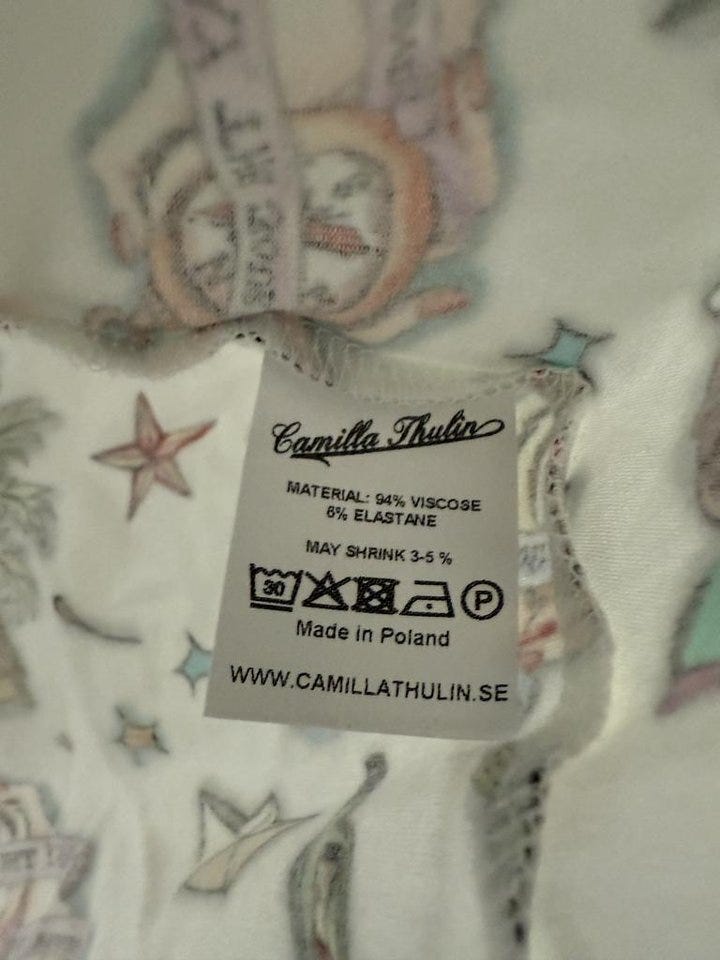 Camilla Thulin
MATERIAL: 94% VISCOSE
6% ELASTANE
MAY SHRINK 3-5 %
30
P
Made in Poland
WWW.CAMILLATHULIN.SE